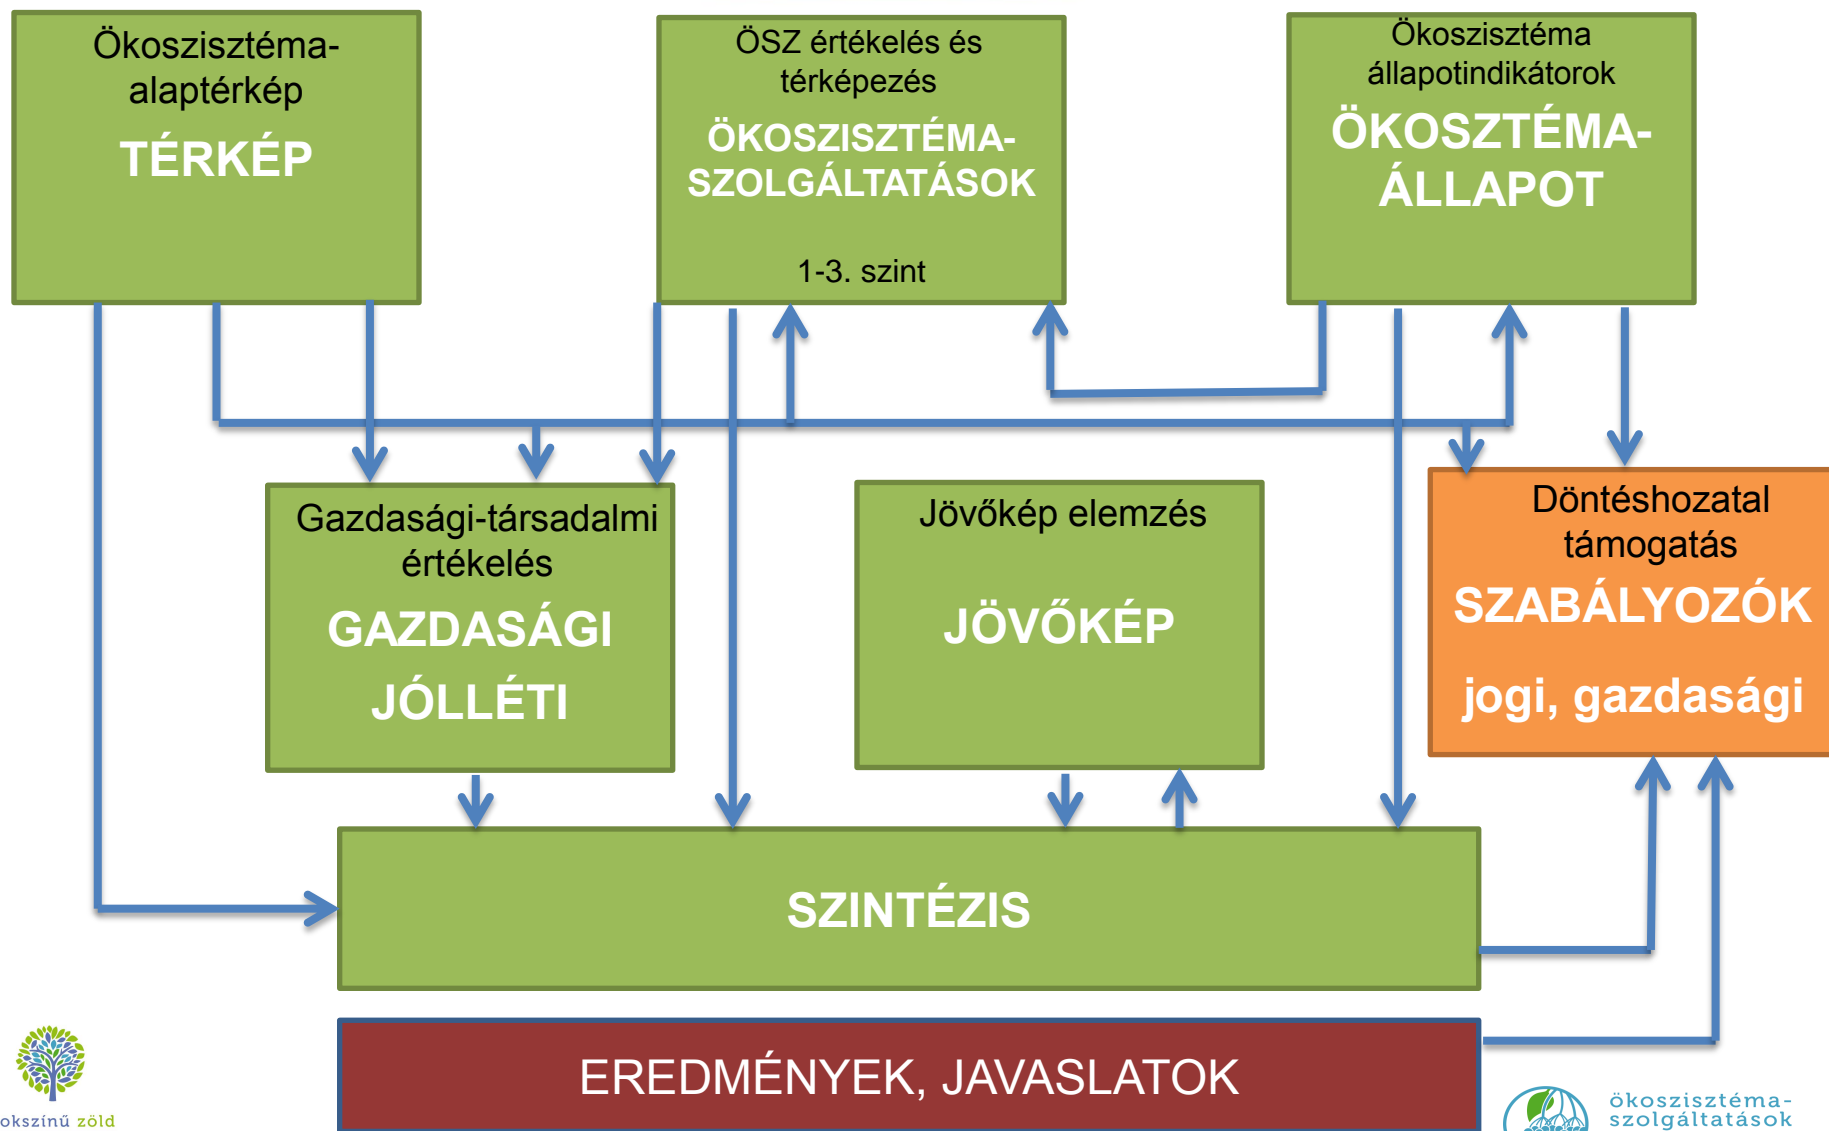 Ökoszisztéma-
alaptérkép
TÉRKÉP
ÖSZ értékelés és
térképezés
ÖKOSZISZTÉMA-
SZOLGÁLTATÁSOK
1-3. szint
Ökoszisztéma
állapotindikátorok
ÖKOSZTÉMA-
ÁLLAPOT
Gazdasági-társadalmi
értékelés
GAZDASÁGI
JÓLLÉTI
Jövőkép elemzés
JÖVŐKÉP
Döntéshozatal
támogatás
SZABÁLYOZÓK
jogi, gazdasági
SZINTÉZIS
EREDMÉNYEK, JAVASLATOK
okszínű zöld
ökoszisztéma-
szolgáltatások